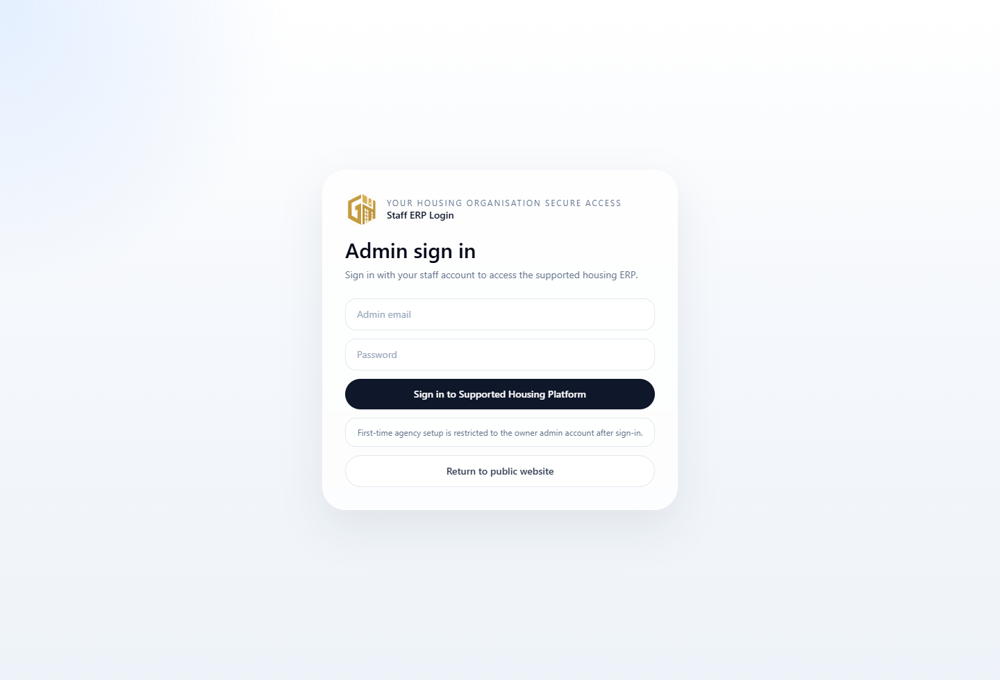 YOUR HOUSING ORGANISATION SECURE ACCESS
Staff ERP Login
Admin sign in
Sign in with your staff account to access the supported housing ERP.
Admin email
Password
Sign in to Supported Housing Platform
First-time agency setup is restricted to the owner admin account after sign-in.
Return to public website